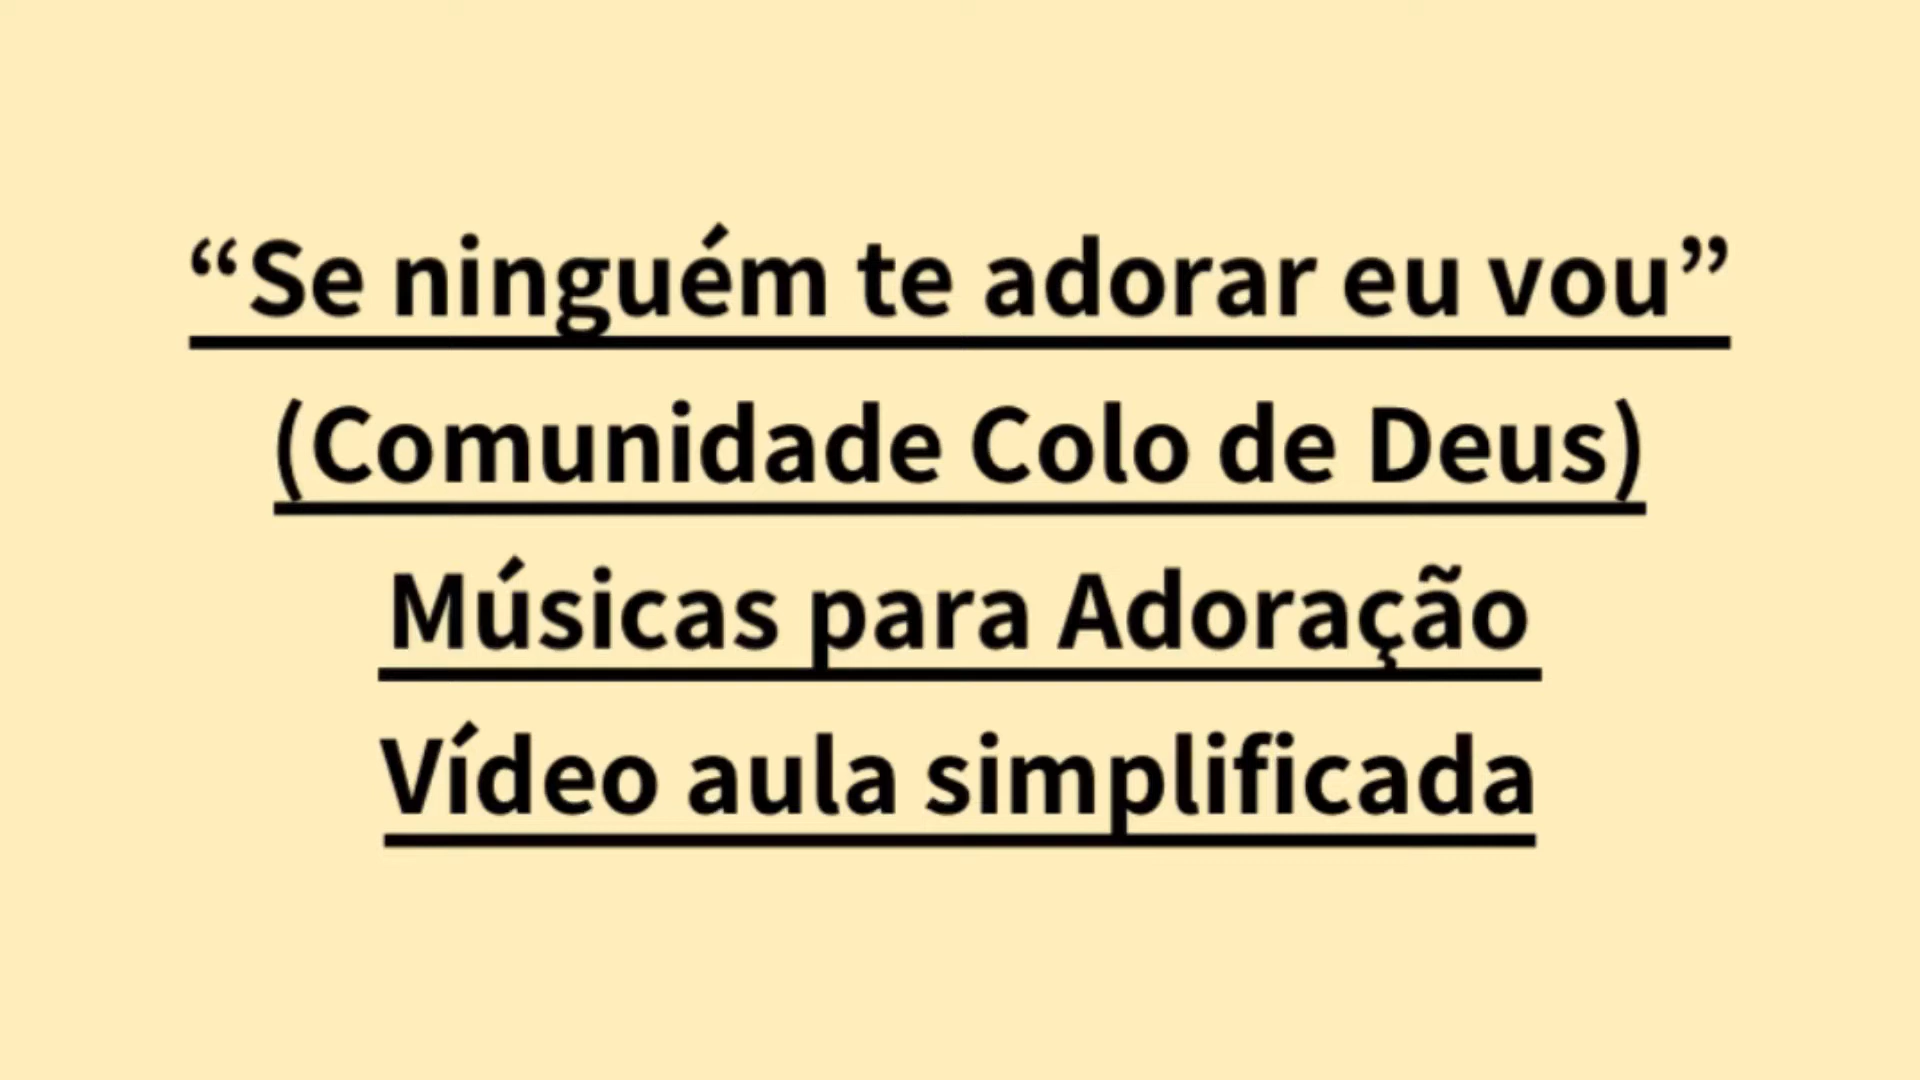 “Se ninguém te adorar eu vou”
(Comunidade Colo de Deus)
Músicas para Adoração
Vídeo aula simplificada